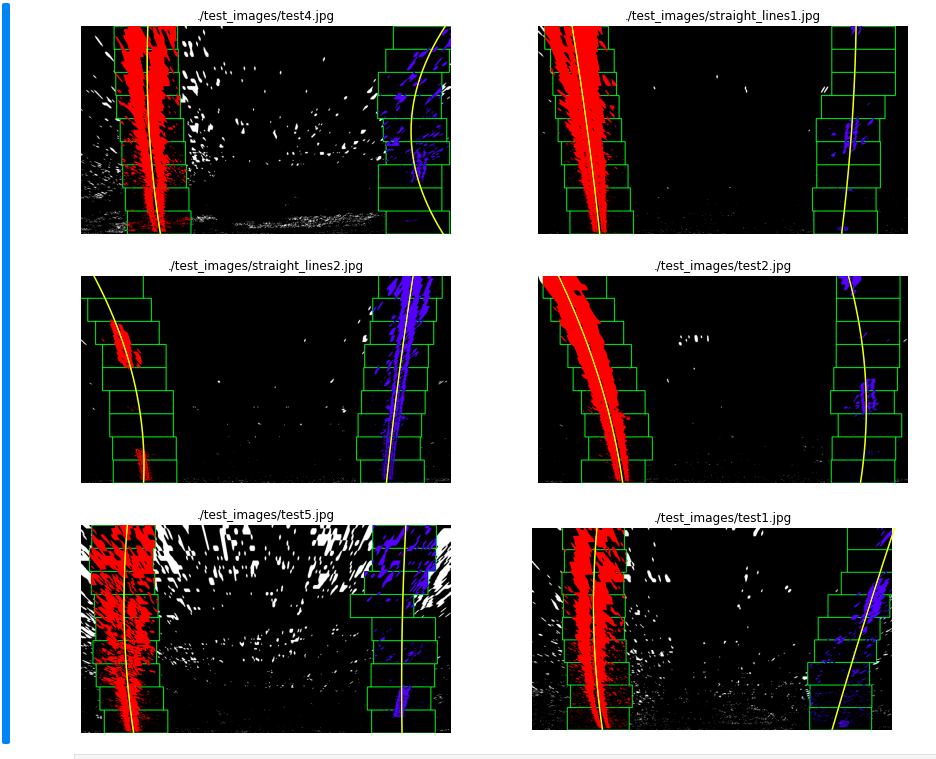 ./test_images/test4.jpg
./test_images/straight_lines1.jpg
./test_images/straight_lines2.jpg
./test_images/test2.jpg
./test_images/test5.jpg
./test_images/test1.jpg